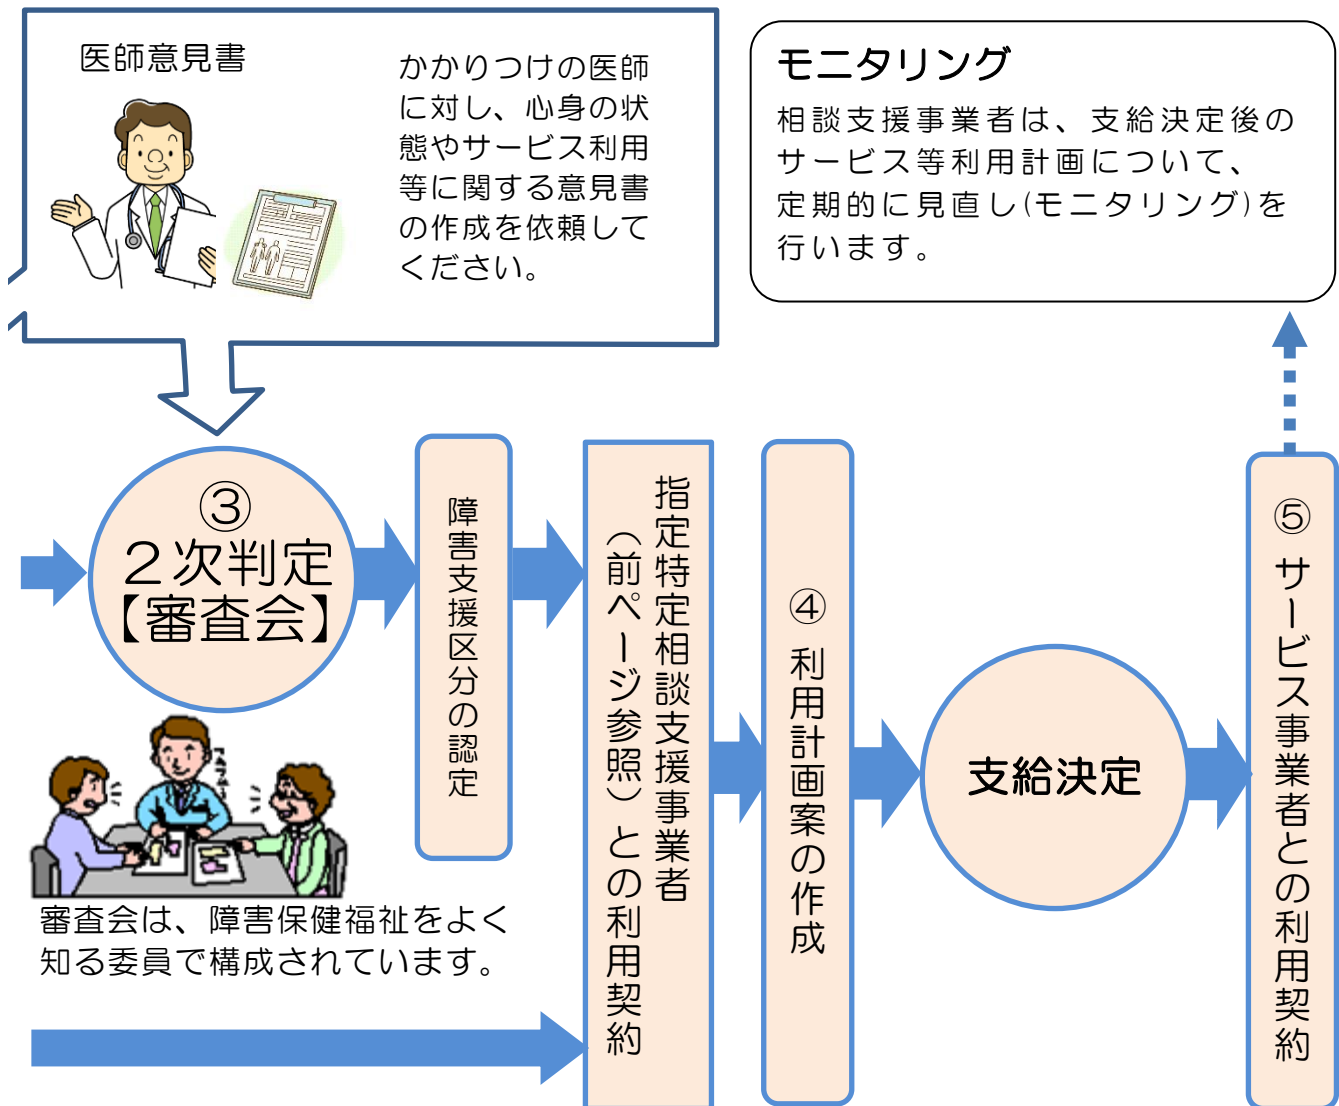 医師意見書
かかりつけの医師
に対し、心身の状
態やサービス利用
等に関する意見書
の作成を依頼して
ください。
モニタリング
相談支援事業者は、支給決定後の
サービス等利用計画について、
定期的に見直し(モニタリング)を
行います。
③
２次判定
【審査会】
障害支援区分の認定
指定特定相談支援事業者
（前ページ参照）との利用契約
④ 利用計画案の作成
支給決定
⑤ サービス事業者との利用契約
審査会は、障害保健福祉をよく
知る委員で構成されています。